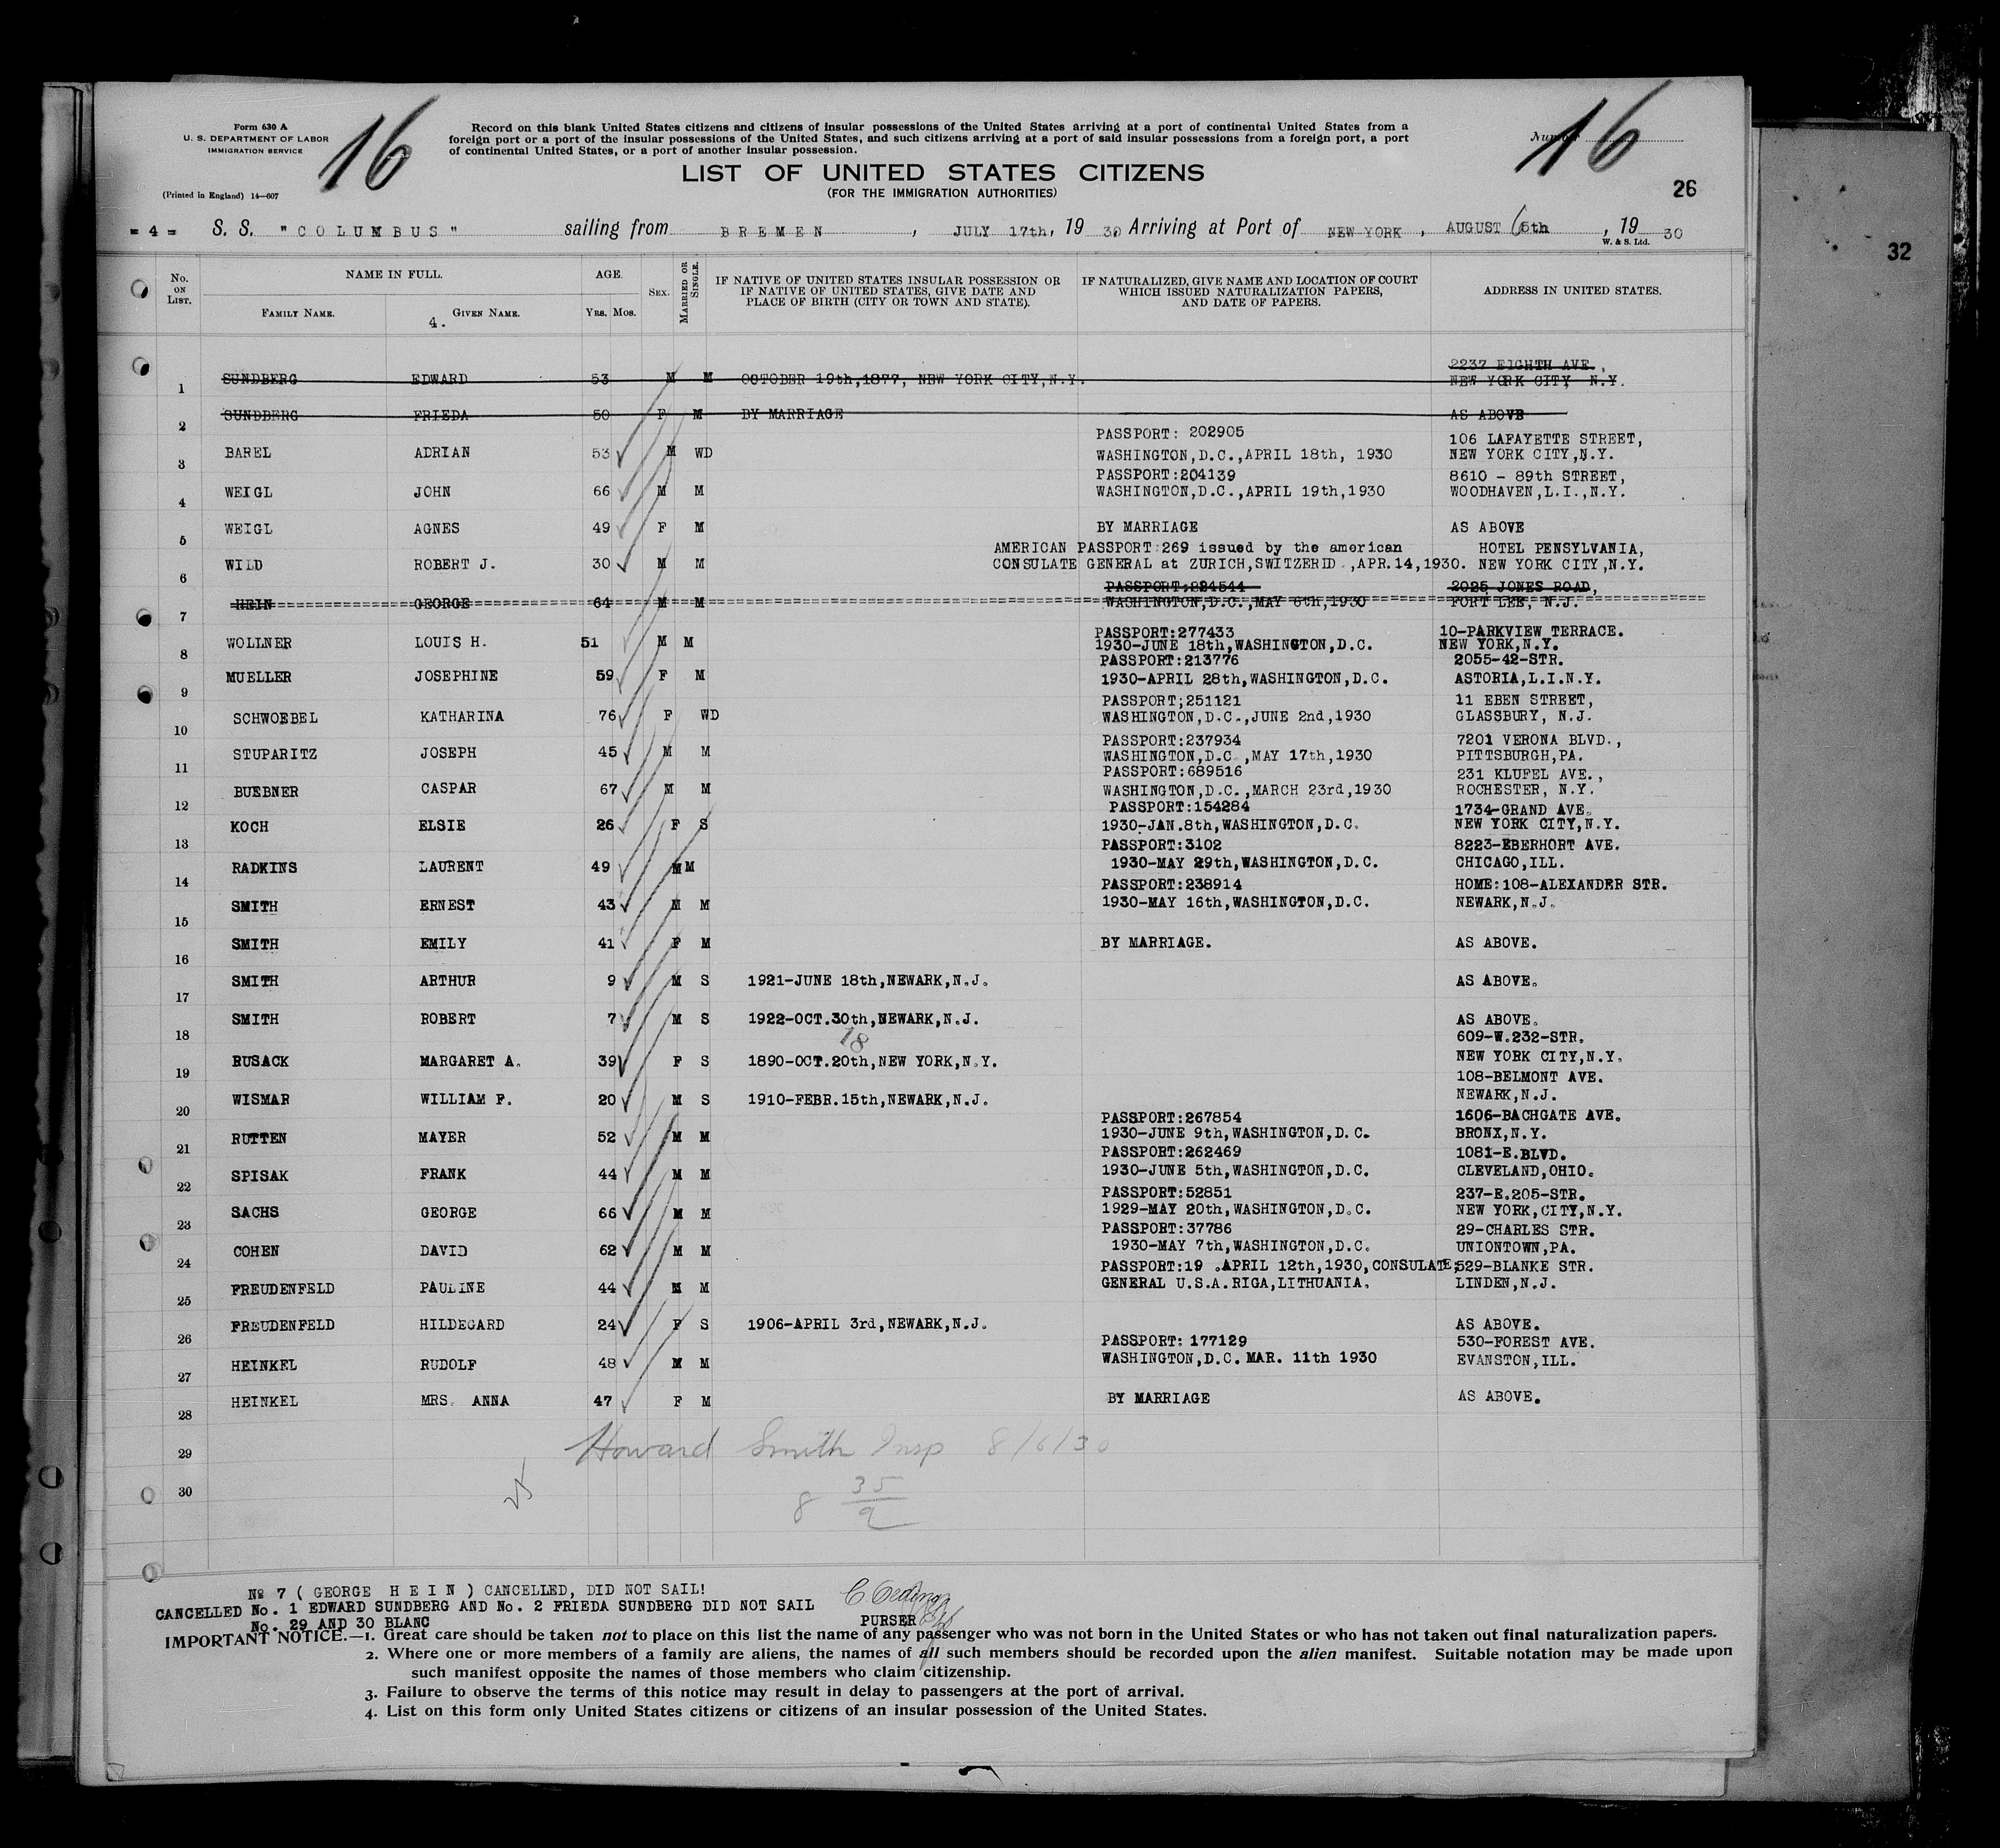 Form 630 A
U. S. DEPARTMENT OF LABOR
IMMIGRATION SERVICE
(Printed in England) 14—607
16
Record on this blank United States citizens and citizens of insular possessions of the United States arriving at a port of continental United States from a
foreign port or a port of the insular possessions of the United States, and such citizens arriving at a port of said insular possessions from a foreign port, a port
of continental United States, or a port of another insular possession.
LIST OF UNITED STATES CITIZENS
(FOR THE IMMIGRATION AUTHORITIES)
Number 16
26
32
= 4 = S. S. "COLUMBUS" sailing from BREMEN, JULY 17th, 19 30, Arriving at Port of NEW YORK, AUGUST 6 5th, 19 30
W. & S. Ltd.
No. ON LIST.
NAME IN FULL.
FAMILY NAME. 4. GIVEN NAME.
AGE.
YRS. MOS.
SEX.
MARRIED OR SINGLE.
IF NATIVE OF UNITED STATES INSULAR POSSESSION OR
IF NATIVE OF UNITED STATES, GIVE DATE AND
PLACE OF BIRTH (CITY OR TOWN AND STATE).
IF NATURALIZED, GIVE NAME AND LOCATION OF COURT
WHICH ISSUED NATURALIZATION PAPERS,
AND DATE OF PAPERS.
ADDRESS IN UNITED STATES.
2237 EIGHTH AVE.,
1 SUNDBERG EDWARD 53 M M OCTOBER 19th,1877, NEW YORK CITY,N.Y. NEW YORK CITY N.Y.
2 SUNDBERG FRIEDA 50 F M BY MARRIAGE AS ABOVE
PASSPORT: 202905 106 LAFAYETTE STREET,
3 BAREL ADRIAN 53 M WD WASHINGTON,D.C.,APRIL 18th, 1930 NEW YORK CITY,N.Y.
PASSPORT:204139 8610 - 89th STREET,
4 WEIGL JOHN 66 M M WASHINGTON,D.C.,APRIL 19th,1930 WOODHAVEN,L.I.,N.Y.
5 WEIGL AGNES 49 F M BY MARRIAGE AS ABOVE
AMERICAN PASSPORT 269 issued by the american HOTEL PENSYLVANIA,
6 WILD ROBERT J. 30 M M CONSULATE GENERAL at ZURICH,SWITZERID.,APR.14,1930. NEW YORK CITY,N.Y.
PASSPORT:824544 2025 JONES ROAD,
7 HEIN GEORGE 64 M M WASHINGTON,D.C.,MAY 6th,1930 FORT LEE, N.J.
PASSPORT:277433 10-PARKVIEW TERRACE.
8 WOLLNER LOUIS H. 51 M M 1930-JUNE 18th,WASHINGTON,D.C. NEW YORK,N.Y.
PASSPORT:213776 2055-42-STR.
9 MUELLER JOSEPHINE 59 F M 1930-APRIL 28th,WASHINGTON,D.C. ASTORIA,L.I.N.Y.
PASSPORT;251121 11 EBEN STREET,
10 SCHWOEBEL KATHARINA 76 F WD WASHINGTON,D.C.,JUNE 2nd,1930 GLASSBURY, N.J.
PASSPORT:237934 7201 VERONA BLVD.,
11 STUPARITZ JOSEPH 45 M M WASHINGTON,D.C.,MAY 17th,1930 PITTSBURGH,PA.
PASSPORT:689516 231 KLUFEL AVE.,
12 BUEBNER CASPAR 67 M M WASHINGTON,D.C.,MARCH 23rd,1930 ROCHESTER, N.Y.
PASSPORT:154284 1734-GRAND AVE.
13 KOCH ELSIE 26 F S 1930-JAN.8th,WASHINGTON,D.C. NEW YORK CITY,N.Y.
PASSPORT:3102 8223-EBERHORT AVE.
14 RADKINS LAURENT 49 M M 1930-MAY 29th,WASHINGTON,D.C. CHICAGO,ILL.
PASSPORT:238914 HOME:108-ALEXANDER STR.
15 SMITH ERNEST 43 M M 1930-MAY 16th,WASHINGTON,D.C. NEWARK,N.J.
16 SMITH EMILY 41 F M BY MARRIAGE. AS ABOVE.
17 SMITH ARTHUR 9 M S 1921-JUNE 18th,NEWARK,N.J. AS ABOVE.
18 SMITH ROBERT 7 M S 1922-OCT.30th,NEWARK,N.J. AS ABOVE.
18 609-W.232-STR.
19 RUSACK MARGARET A. 39 F S 1890-OCT.20th,NEW YORK,N.Y. NEW YORK CITY,N.Y.
108-BELMONT AVE.
20 WISMAR WILLIAM F. 20 M S 1910-FEBR.15th,NEWARK,N.J. NEWARK,N.J.
PASSPORT:267854 1606-BACHGATE AVE.
21 RUTTEN MAYER 52 M M 1930-JUNE 9th,WASHINGTON,D.C. BRONX,N.Y.
PASSPORT:262469 1081-E.BLVD.
22 SPISAK FRANK 44 M M 1930-JUNE 5th,WASHINGTON,D.C. CLEVELAND,OHIO.
PASSPORT:52851 237-E.205-STR.
23 SACHS GEORGE 66 M M 1929-MAY 20th,WASHINGTON,D.C. NEW YORK,CITY,N.Y.
PASSPORT:37786 29-CHARLES STR.
24 COHEN DAVID 62 M M 1930-MAY 7th,WASHINGTON,D.C. UNIONTOWN,PA.
PASSPORT:19 .APRIL 12th,1930,CONSULATE; 529-BLANKE STR.
25 FREUDENFELD PAULINE 44 M M GENERAL U.S.A.RIGA,LITHUANIA. LINDEN,N.J.
26 FREUDENFELD HILDEGARD 24 F S 1906-APRIL 3rd,NEWARK,N.J. AS ABOVE.
PASSPORT: 177129 530-FOREST AVE.
27 HEINKEL RUDOLF 48 M M WASHINGTON,D.C. MAR. 11th 1930 EVANSTON,ILL.
28 HEINKEL MRS. ANNA 47 F M BY MARRIAGE AS ABOVE.
29 Howard Smith Insp 8/6/30
30 8 35/9
25
№ 7 ( GEORGE H E I N ) CANCELLED, DID NOT SAIL!
CANCELLED No. 1 EDWARD SUNDBERG AND No. 2 FRIEDA SUNDBERG DID NOT SAIL
No. 29 AND 30 BLANC PURSER
IMPORTANT NOTICE.—1. Great care should be taken not to place on this list the name of any passenger who was not born in the United States or who has not taken out final naturalization papers.
2. Where one or more members of a family are aliens, the names of all such members should be recorded upon the alien manifest. Suitable notation may be made upon
such manifest opposite the names of those members who claim citizenship.
3. Failure to observe the terms of this notice may result in delay to passengers at the port of arrival.
4. List on this form only United States citizens or citizens of an insular possession of the United States.